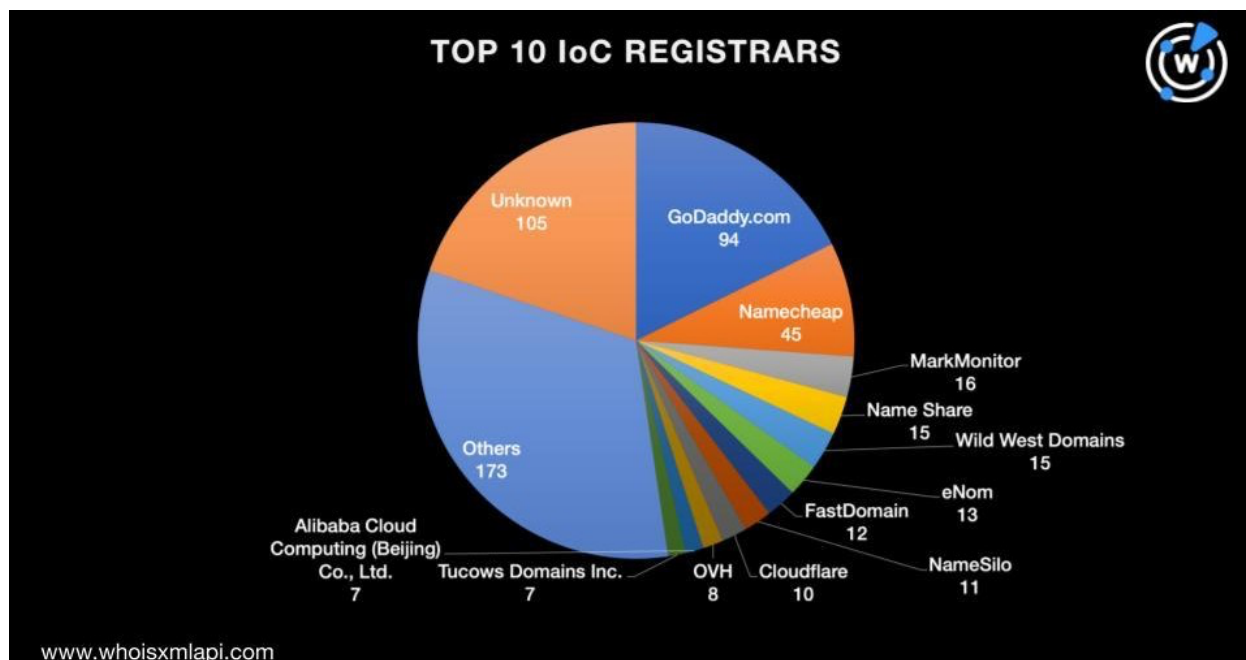 TOP 10 IoC REGISTRARS
W
Unknown
105
GoDaddy.com
94
Namecheap
45
MarkMonitor
16
Name Share
15
Wild West Domains
15
eNom
13
FastDomain
12
NameSilo
11
Cloudflare
10
OVH
8
Tucows Domains Inc.
7
Alibaba Cloud
Computing (Beijing)
Co., Ltd.
7
Others
173
www.whoisxmlapi.com